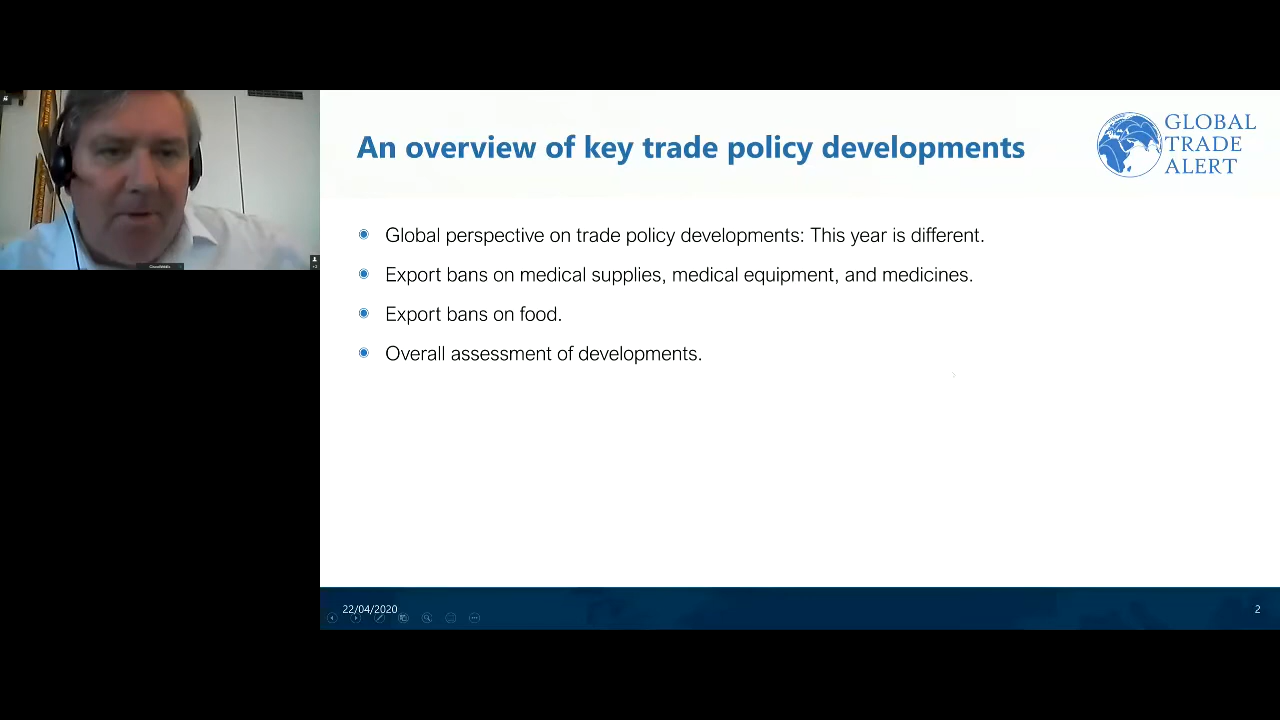 An overview of key trade policy developments
GLOBAL
TRADE
ALERT
Global perspective on trade policy developments: This year is different.
Export bans on medical supplies, medical equipment, and medicines.
Export bans on food.
Overall assessment of developments.
22/04/2020
2